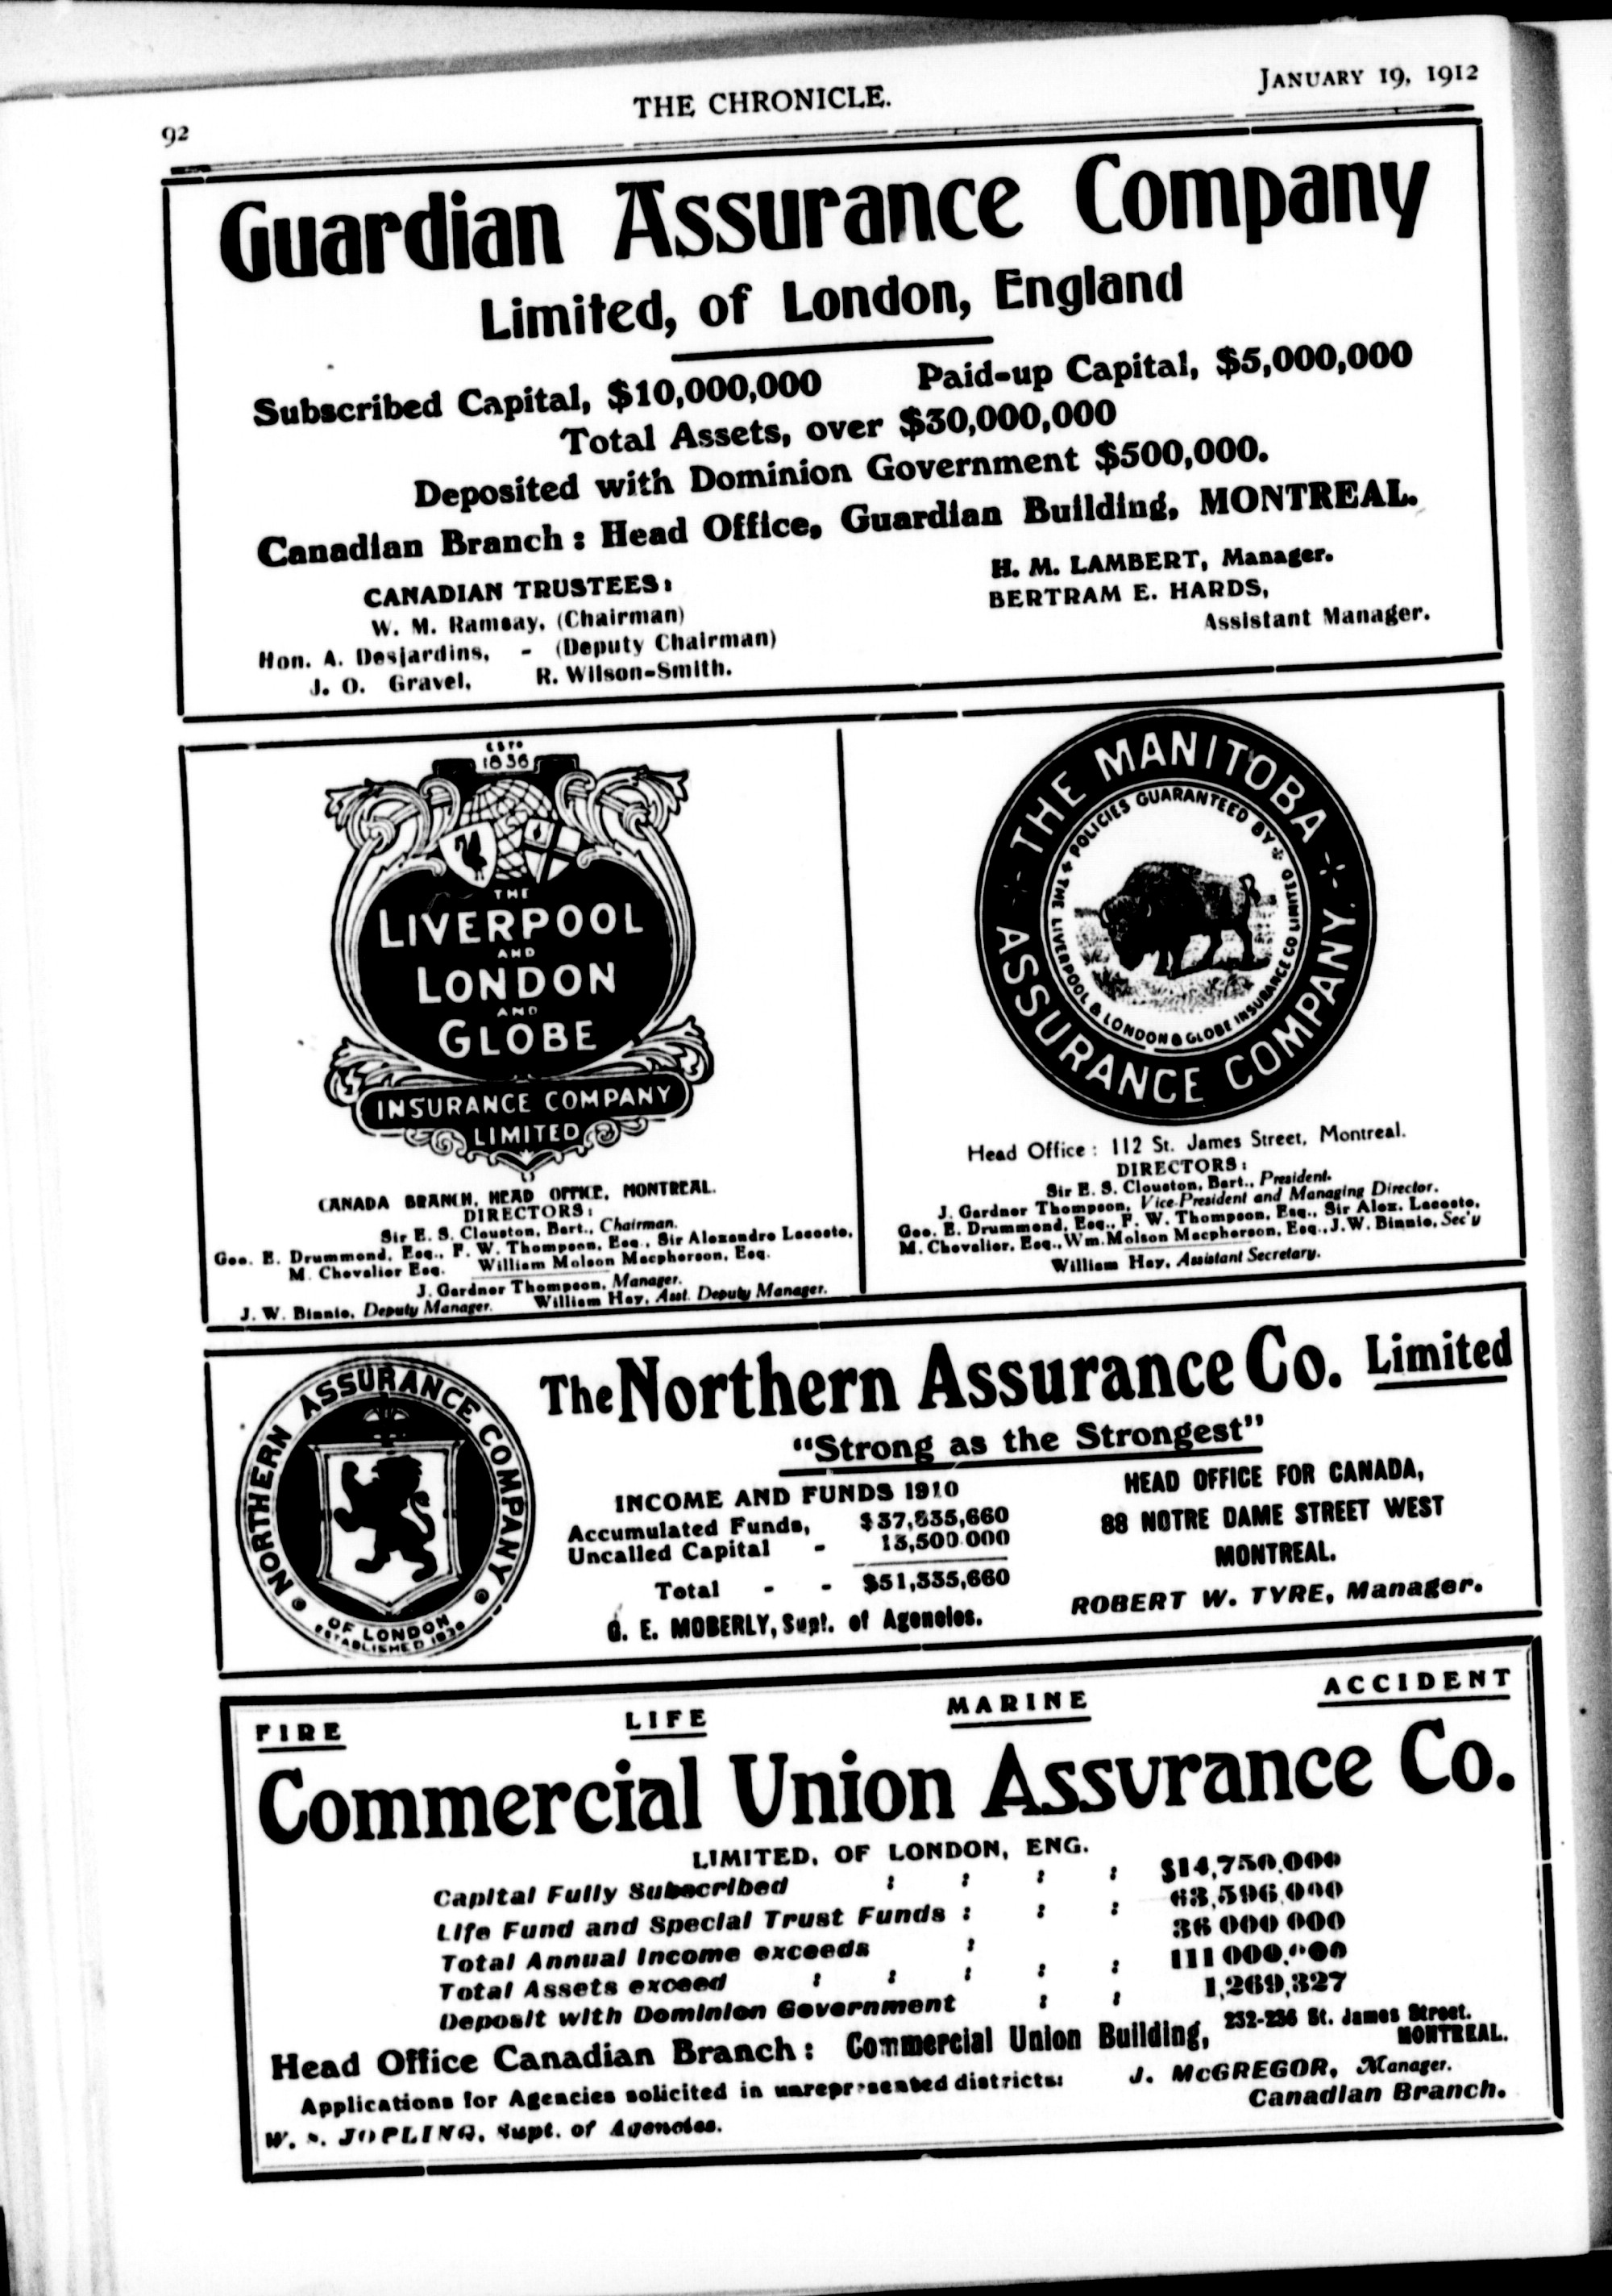 92
THE CHRONICLE.
JANUARY 19, 1912
Guardian Assurance Company
Limited, of London, England
Subscribed Capital, $10,000,000 Paid-up Capital, $5,000,000
Total Assets, over $30,000,000
Deposited with Dominion Government $500,000.
Canadian Branch: Head Office, Guardian Building, MONTREAL.
CANADIAN TRUSTEES:
W. M. Ramsay, (Chairman)
Hon. A. Desjardins, - (Deputy Chairman)
J. O. Gravel, R. Wilson-Smith.
H. M. LAMBERT, Manager.
BERTRAM E. HARDS,
Assistant Manager.
ESTD
1836
THE
LIVERPOOL
AND
LONDON
AND
GLOBE
INSURANCE COMPANY
LIMITED
CANADA BRANCH, HEAD OFFICE, MONTREAL.
DIRECTORS:
Sir E. S. Clouston, Bart., Chairman.
Geo. E. Drummond, Esq., F. W. Thompson, Esq., Sir Alexandre Lacoste,
M. Chevalier Esq. William Molson Macpherson, Esq.
J. Gardner Thompson, Manager.
J. W. Binnie, Deputy Manager. William Hay, Asst. Deputy Manager.
THE MANITOBA
ASSURANCE COMPANY.
POLICIES GUARANTEED BY
THE LIVERPOOL & LONDON & GLOBE INSURANCE CO LIMITED
Head Office: 112 St. James Street, Montreal.
DIRECTORS:
Sir E. S. Clouston, Bart., President.
J. Gardner Thompson, Vice-President and Managing Director.
Geo. E. Drummond, Esq., F. W. Thompson, Esq., Sir Alex. Lacoste,
M. Chevalier, Esq., Wm. Molson Macpherson, Esq., J. W. Binnie, Sec'y
William Hay, Assistant Secretary.
NORTHERN ASSURANCE COMPANY
OF LONDON
ESTABLISHED 1836
The Northern Assurance Co. Limited
"Strong as the Strongest"
INCOME AND FUNDS 1910
Accumulated Funds, $37,835,660
Uncalled Capital - 13,500.000
Total - - $51,335,660
G. E. MOBERLY, Supt. of Agencies.
HEAD OFFICE FOR CANADA,
88 NOTRE DAME STREET WEST
MONTREAL.
ROBERT W. TYRE, Manager.
FIRE LIFE MARINE ACCIDENT
Commercial Union Assurance Co.
LIMITED, OF LONDON, ENG.
Capital Fully Subscribed : : : : $14,750,000
Life Fund and Special Trust Funds : : : 63,596,000
Total Annual Income exceeds : 36 000 000
Total Assets exceed : : : : : 111 000,000
Deposit with Dominion Government : : 1,269,327
Head Office Canadian Branch: Commercial Union Building, 232-236 St. James Street.
MONTREAL.
Applications for Agencies solicited in unrepresented districts:
J. McGREGOR, Manager.
Canadian Branch.
W. S. JOPLING, Supt. of Agencies.